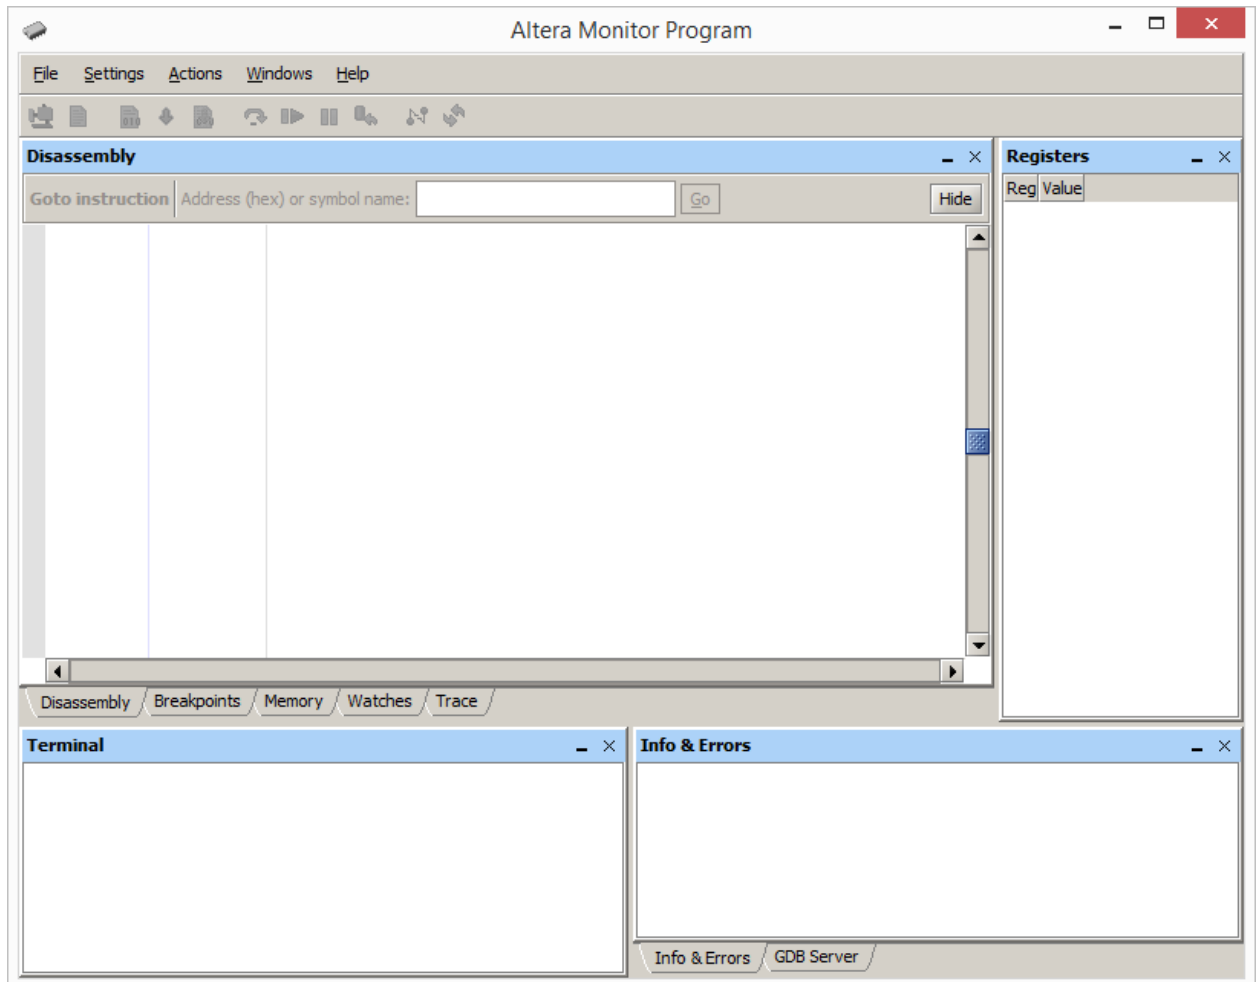 Altera Monitor Program
File Settings Actions Windows Help
Disassembly
Goto instruction Address (hex) or symbol name: Go Hide
Registers
Reg Value
Disassembly Breakpoints Memory Watches Trace
Terminal
Info & Errors
Info & Errors GDB Server